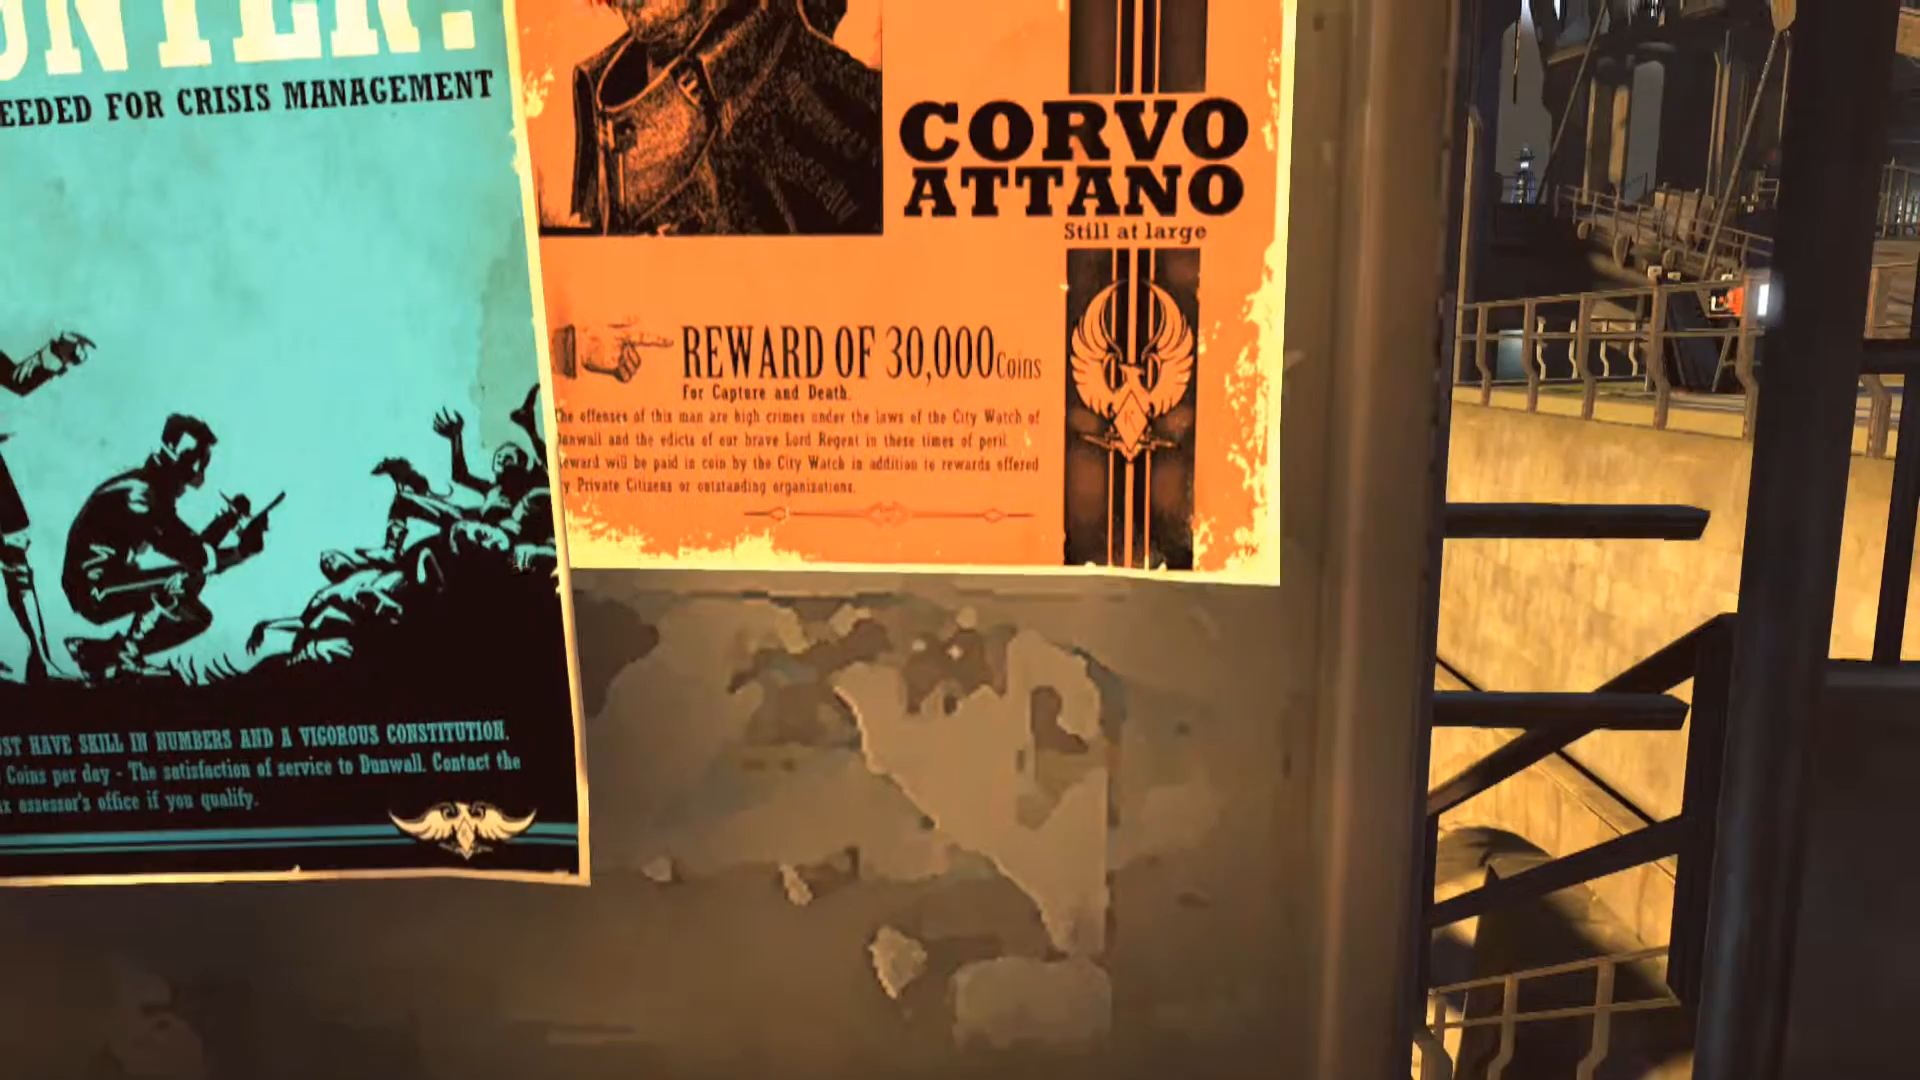 EEDED FOR CRISIS MANAGEMENT
ST HAVE SKILL IN NUMBERS AND A VIGOROUS CONSTITUTION.
Coins per day - The satisfaction of service to Dunwall. Contact the
assessor's office if you qualify.
CORVO
ATTANO
Still at large
REWARD OF 30,000 Coins
For Capture and Death.
The offenses of this man are high crimes under the laws of the City Watch of
Dunwall and the edicts of our brave Lord Regent in these times of peril.
Reward will be paid in coin by the City Watch in addition to rewards offered
by Private Citizens or outstanding organizations.